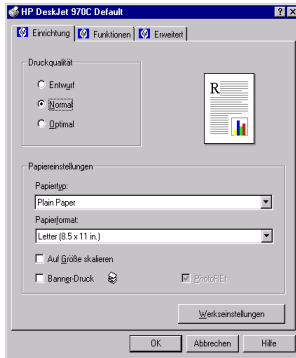 HP DeskJet 970C Default
Einrichtung Funktionen Erweitert
Druckqualität
Entwurf
Normal
Optimal
R
Papiereinstellungen
Papiertyp:
Plain Paper
Papierformat:
Letter (8.5 x 11 in.)
Auf Größe skalieren
Banner-Druck PhotoREt
Werkseinstellungen
OK Abbrechen Hilfe